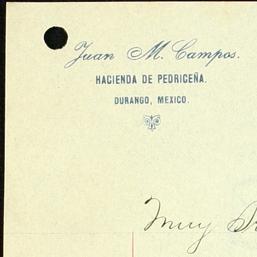 Juan M. Campos.
HACIENDA DE PEDRICEÑA.
DURANGO, MEXICO.
Muy